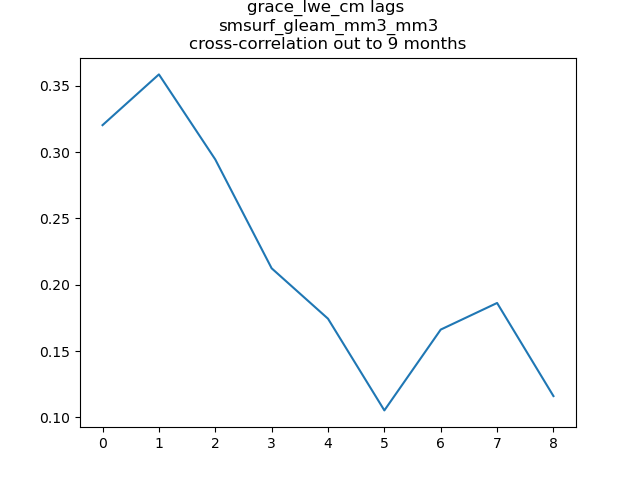 grace_lwe_cm lags
smsurf_gleam_mm3_mm3
cross-correlation out to 9 months
0.35
0.30
0.25
0.20
0.15
0.10
0 1 2 3 4 5 6 7 8